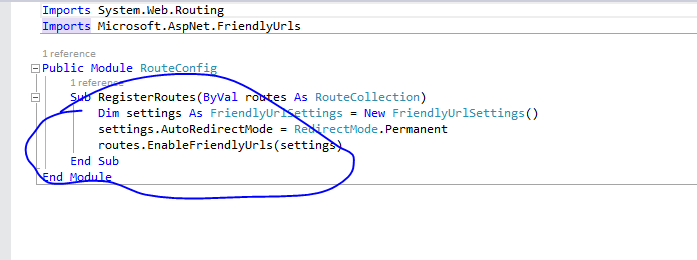 Imports System.Web.Routing
Imports Microsoft.AspNet.FriendlyUrls
1 reference
Public Module RouteConfig
1 reference
Sub RegisterRoutes(ByVal routes As RouteCollection)
Dim settings As FriendlyUrlSettings = New FriendlyUrlSettings()
settings.AutoRedirectMode = RedirectMode.Permanent
routes.EnableFriendlyUrls(settings)
End Sub
End Module